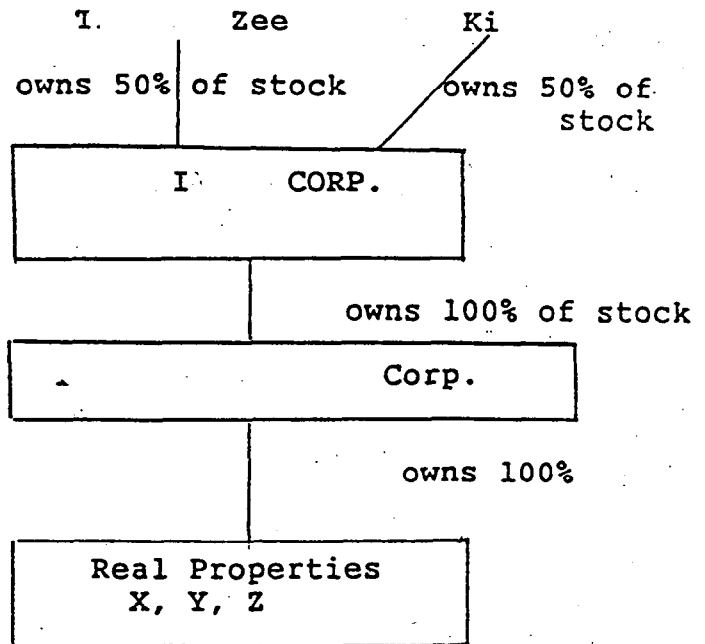 I. Zee Ki
owns 50% of stock owns 50% of
stock
I CORP.
owns 100% of stock
Corp.
owns 100%
Real Properties
X, Y, Z